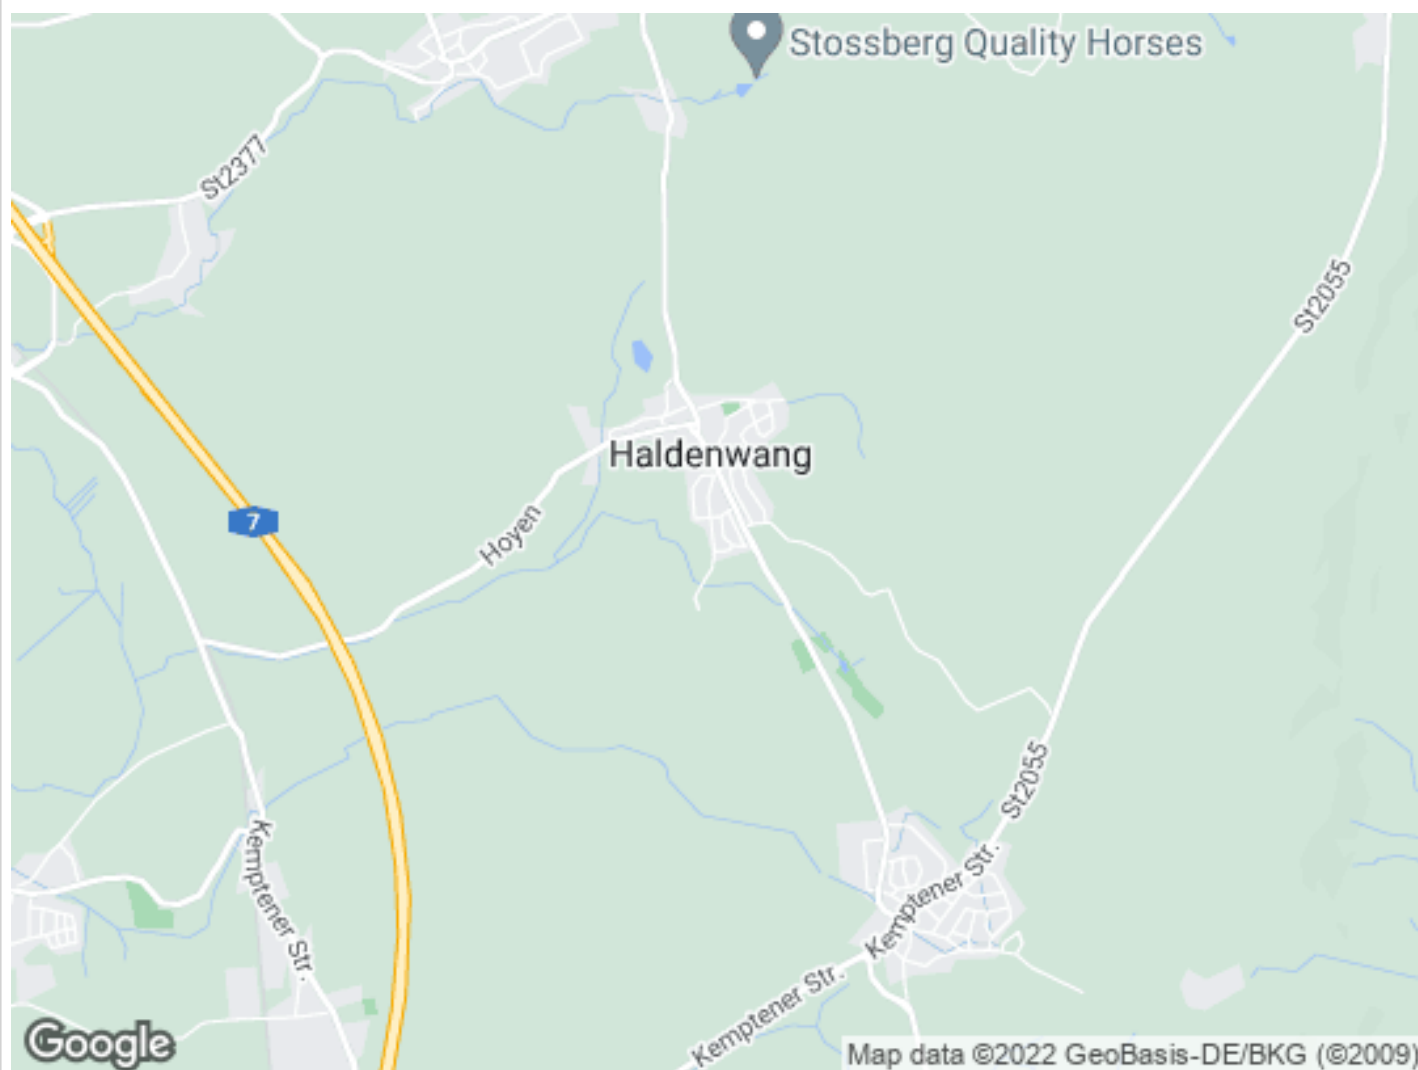 Stossberg Quality Horses
St2377
St2055
Haldenwang
7
Hoyen
St2055
Kemptener Str.
Kemptener Str.
Kemptener Str.
Google
Map data ©2022 GeoBasis-DE/BKG (©2009)